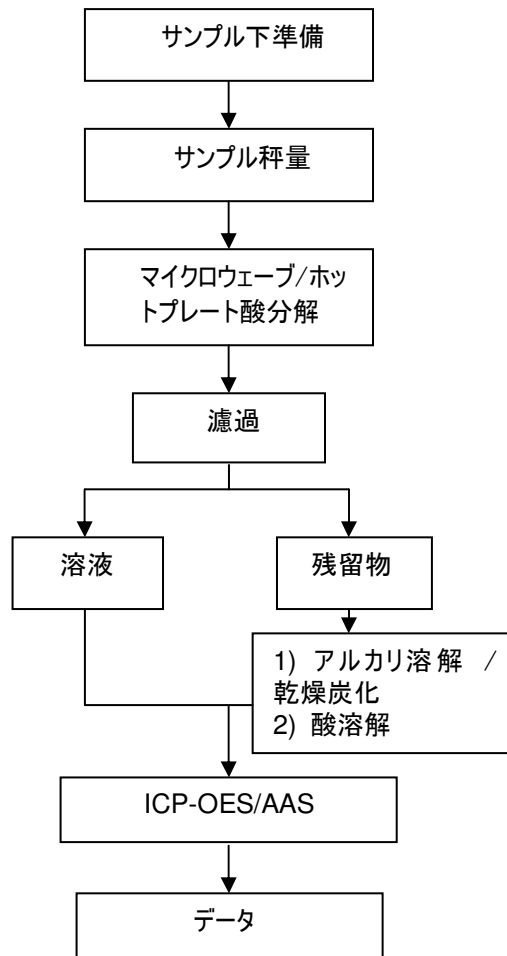 サンプル下準備
サンプル秤量
マイクロウェーブ/ホッ
トプレート酸分解
濾過
溶液
残留物
1) アルカリ溶解 /
乾燥炭化
2) 酸溶解
ICP-OES/AAS
データ